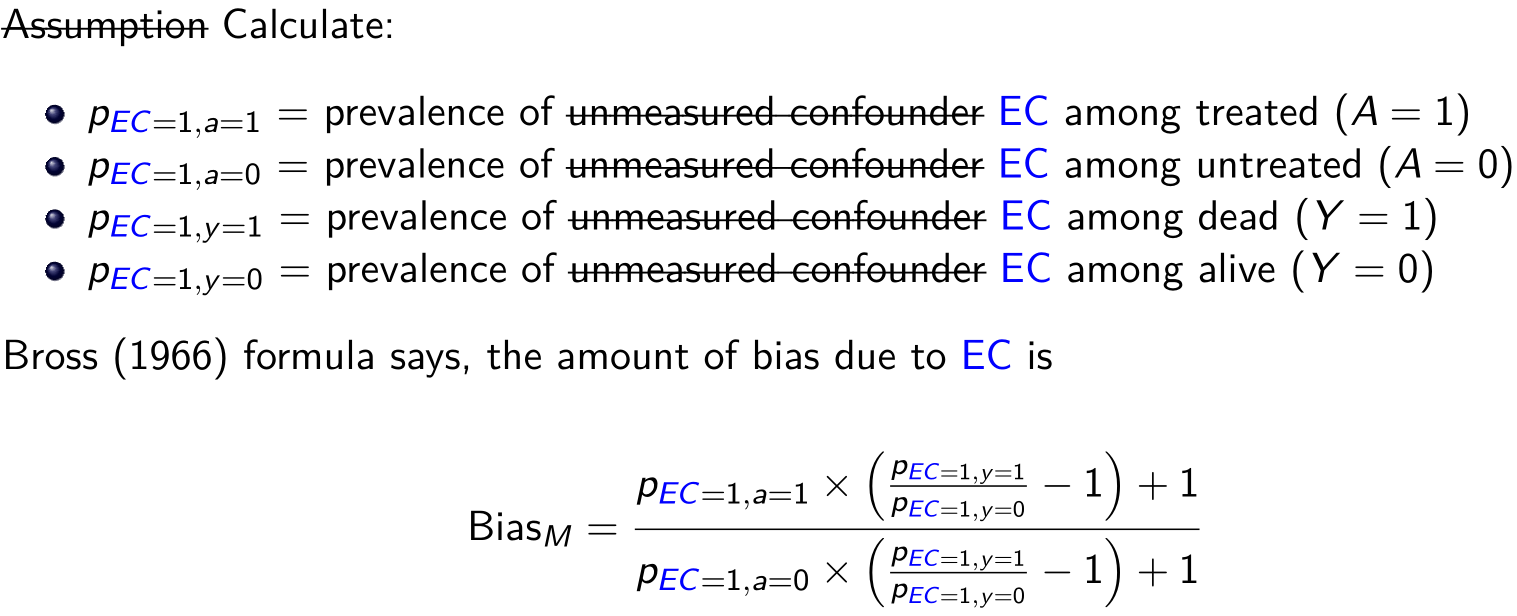 ~~Assumption~~ Calculate:
• p_{EC=1,a=1} = prevalence of ~~unmeasured confounder~~ EC among treated (A = 1)
• p_{EC=1,a=0} = prevalence of ~~unmeasured confounder~~ EC among untreated (A = 0)
• p_{EC=1,y=1} = prevalence of ~~unmeasured confounder~~ EC among dead (Y = 1)
• p_{EC=1,y=0} = prevalence of ~~unmeasured confounder~~ EC among alive (Y = 0)
Bross (1966) formula says, the amount of bias due to EC is
Bias_M = \frac{p_{EC=1,a=1} × \left(\frac{p_{EC=1,y=1}}{p_{EC=1,y=0}} − 1\right) + 1}{p_{EC=1,a=0} × \left(\frac{p_{EC=1,y=1}}{p_{EC=1,y=0}} − 1\right) + 1}